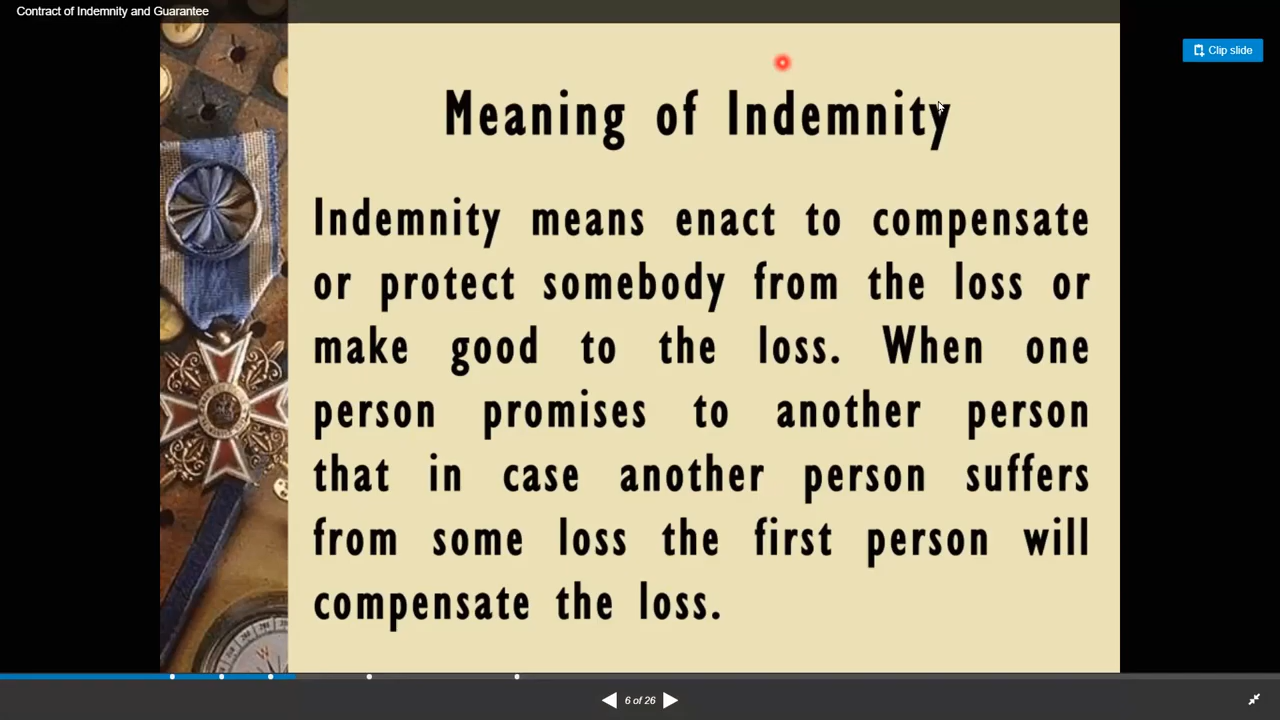 Contract of Indemnity and Guarantee
Clip slide
Meaning of Indemnity
Indemnity means enact to compensate
or protect somebody from the loss or
make good to the loss. When one
person promises to another person
that in case another person suffers
from some loss the first person will
compensate the loss.
6 of 26